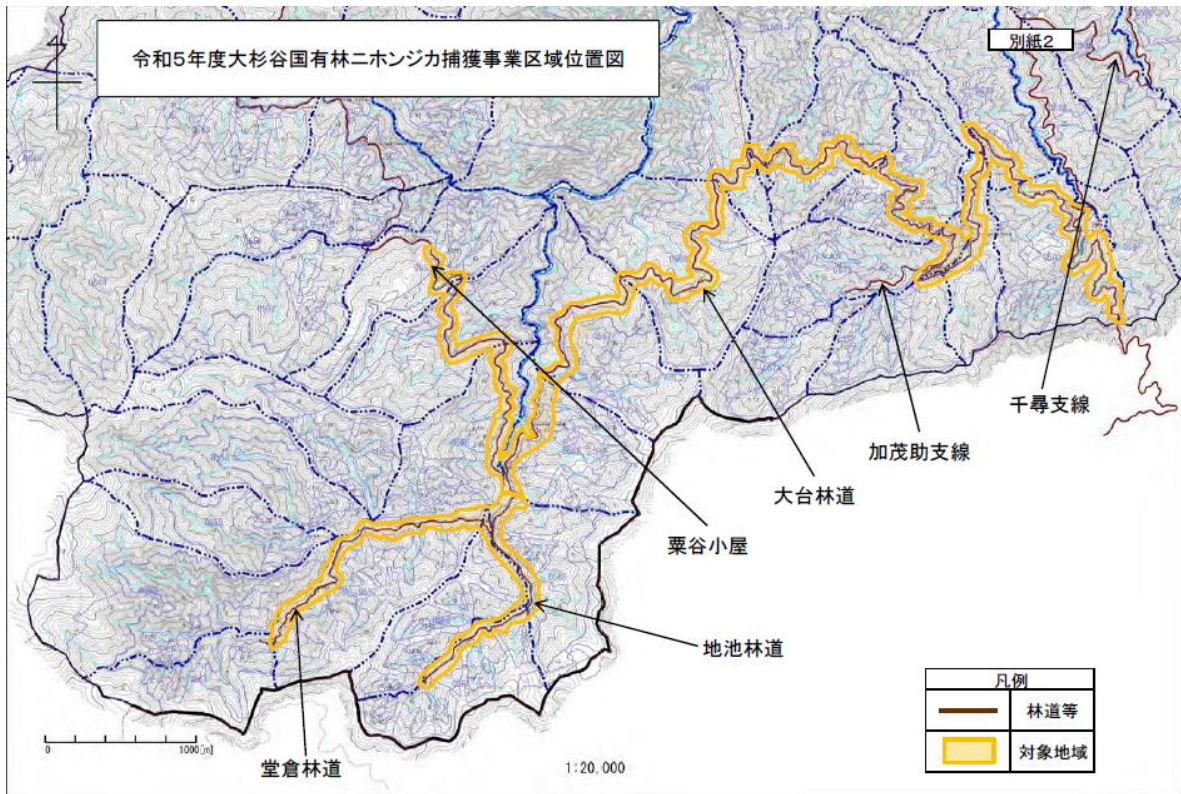 令和5年度大杉谷国有林ニホンジカ捕獲事業区域位置図
別紙2
千尋支線
加茂助支線
大台林道
粟谷小屋
地池林道
堂倉林道
凡例
林道等
対象地域
0 1000[m]
1:20,000